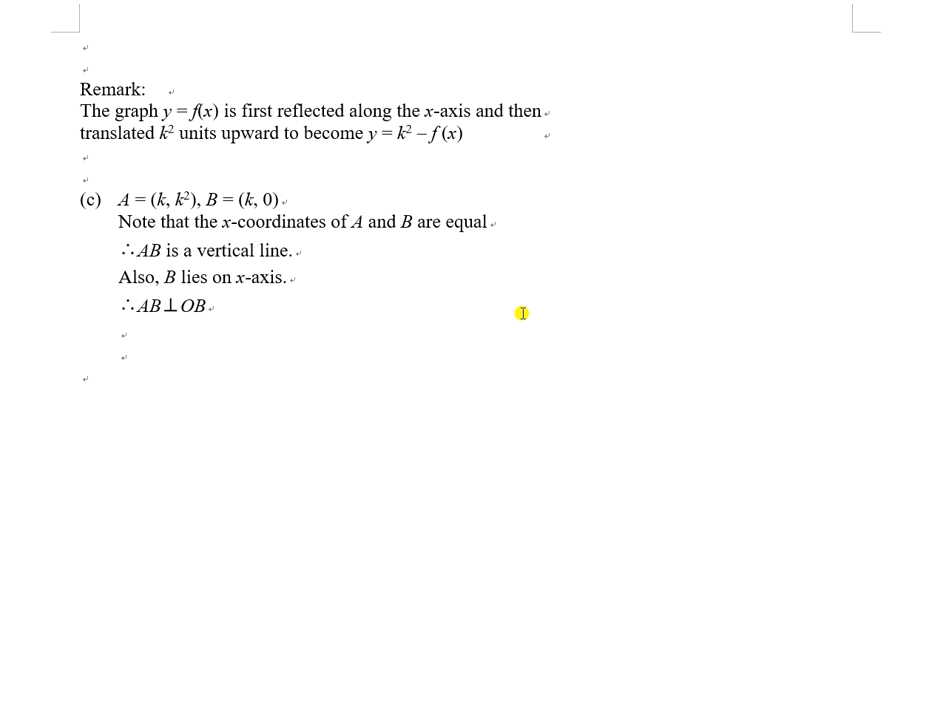 Remark:
The graph y = f(x) is first reflected along the x-axis and then
translated k² units upward to become y = k² – f (x)
(c) A = (k, k²), B = (k, 0)
Note that the x-coordinates of A and B are equal
∴ AB is a vertical line.
Also, B lies on x-axis.
∴ AB ⊥ OB